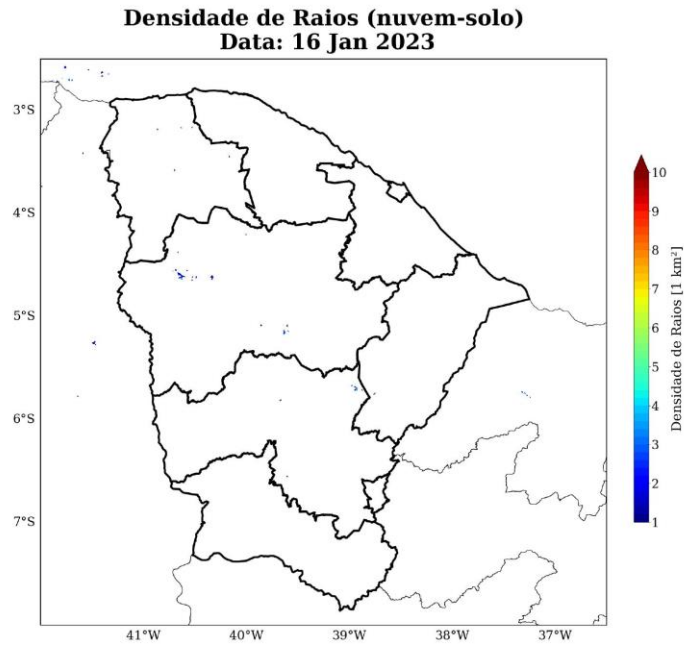 Densidade de Raios (nuvem-solo)
Data: 16 Jan 2023
3°S
4°S
5°S
6°S
7°S
41°W
40°W
39°W
38°W
37°W
10
9
8
7
6
5
4
3
2
1
Densidade de Raios [1 km²]